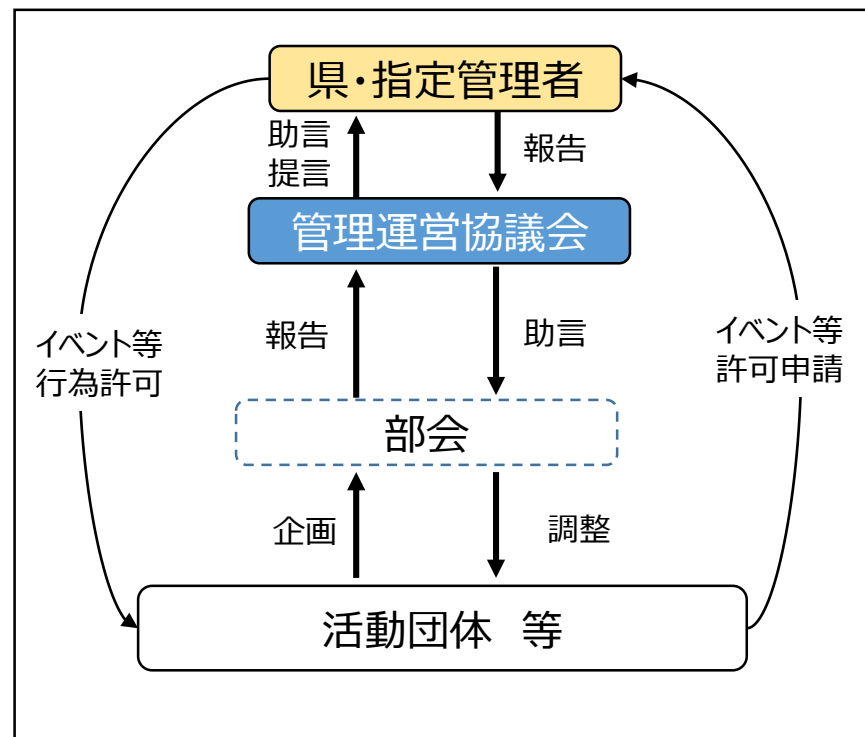 県・指定管理者
助言
提言
報告
管理運営協議会
報告
助言
イベント等
行為許可
イベント等
許可申請
部会
企画
調整
活動団体　等